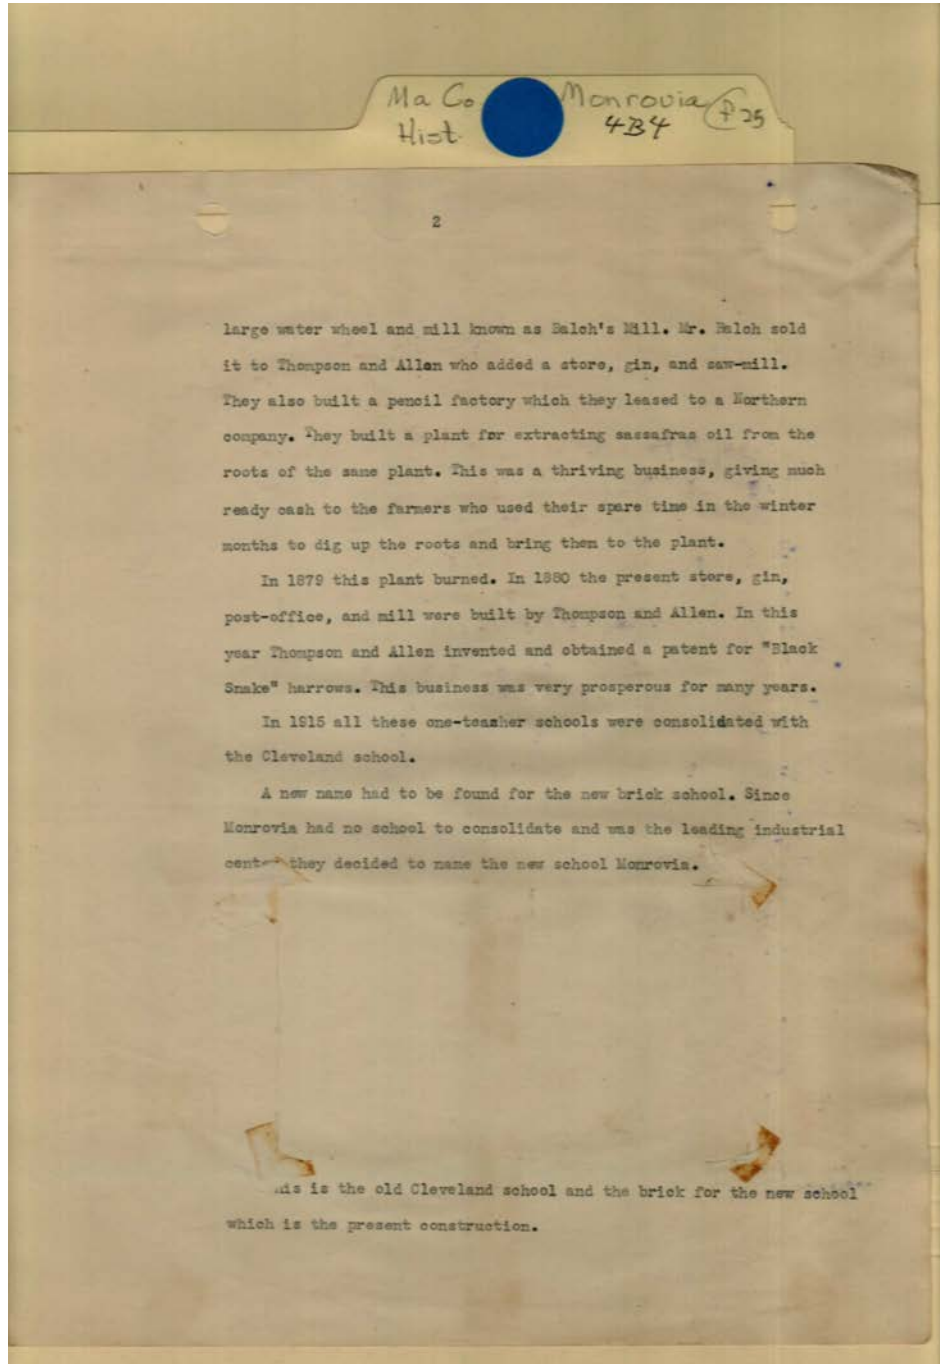 Ma Co Monrovia P 25
Hist. 4B4
2
large water wheel and mill known as Balch's Mill. Mr. Balch sold
it to Thompson and Allen who added a store, gin, and saw-mill.
They also built a pencil factory which they leased to a Northern
company. They built a plant for extracting sassafras oil from the
roots of the same plant. This was a thriving business, giving much
ready cash to the farmers who used their spare time in the winter
months to dig up the roots and bring them to the plant.
In 1879 this plant burned. In 1880 the present store, gin,
post-office, and mill were built by Thompson and Allen. In this
year Thompson and Allen invented and obtained a patent for "Black
Snake" harrows. This business was very prosperous for many years.
In 1915 all these one-teacher schools were consolidated with
the Cleveland school.
A new name had to be found for the new brick school. Since
Monrovia had no school to consolidate and was the leading industrial
they decided to name the new school Monrovia.
is the old Cleveland school and the brick for the new school
which is the present construction.